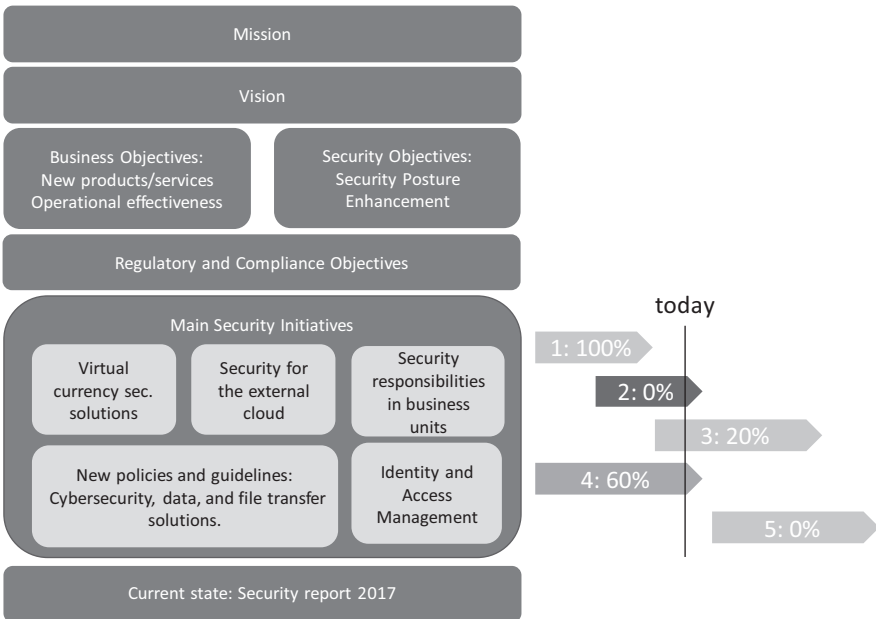 Mission
Vision
Business Objectives:
New products/services
Operational effectiveness
Security Objectives:
Security Posture
Enhancement
Regulatory and Compliance Objectives
Main Security Initiatives
Virtual
currency sec.
solutions
Security for
the external
cloud
Security
responsibilities
in business
units
New policies and guidelines:
Cybersecurity, data, and file transfer
solutions.
Identity and
Access
Management
Current state: Security report 2017
today
1: 100%
2: 0%
3: 20%
4: 60%
5: 0%